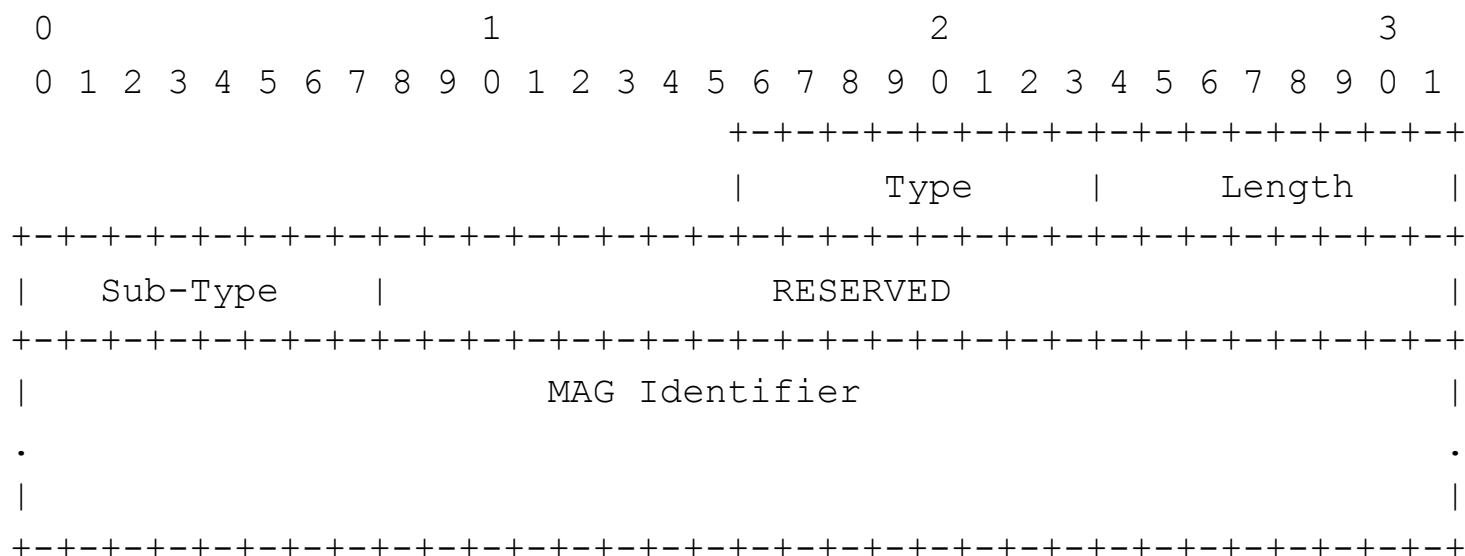 0                   1                   2                   3
 0 1 2 3 4 5 6 7 8 9 0 1 2 3 4 5 6 7 8 9 0 1 2 3 4 5 6 7 8 9 0 1
                                +-+-+-+-+-+-+-+-+-+-+-+-+-+-+-+-+
                                |      Type     |     Length    |
+-+-+-+-+-+-+-+-+-+-+-+-+-+-+-+-+-+-+-+-+-+-+-+-+-+-+-+-+-+-+-+-+
|   Sub-Type    |                 RESERVED                      |
+-+-+-+-+-+-+-+-+-+-+-+-+-+-+-+-+-+-+-+-+-+-+-+-+-+-+-+-+-+-+-+-+
|                       MAG Identifier                          |
.                                                               .
|                                                               |
+-+-+-+-+-+-+-+-+-+-+-+-+-+-+-+-+-+-+-+-+-+-+-+-+-+-+-+-+-+-+-+-+